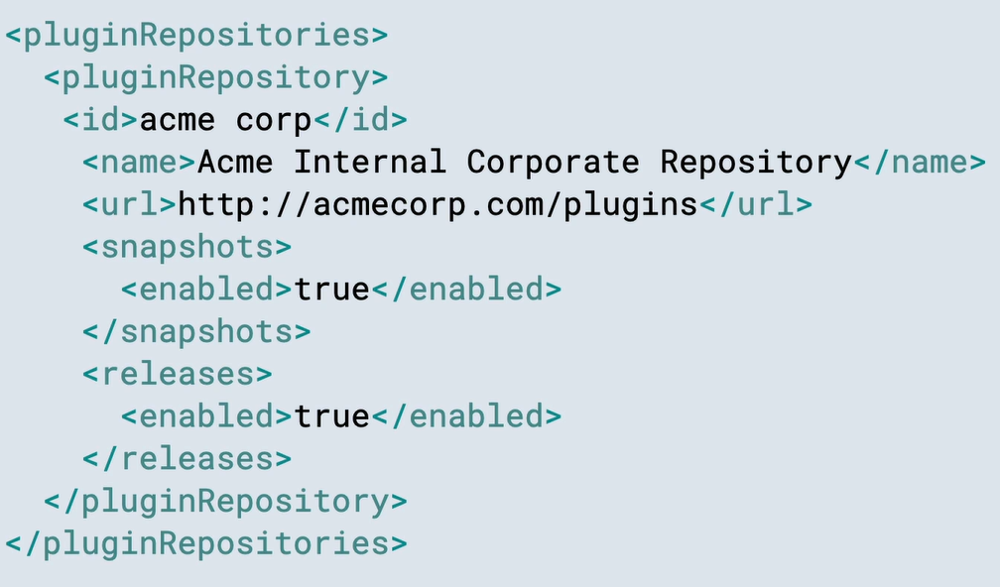 <pluginRepositories>
  <pluginRepository>
   <id>acme corp</id>
    <name>Acme Internal Corporate Repository</name>
    <url>http://acmecorp.com/plugins</url>
    <snapshots>
      <enabled>true</enabled>
    </snapshots>
    <releases>
      <enabled>true</enabled>
    </releases>
  </pluginRepository>
</pluginRepositories>